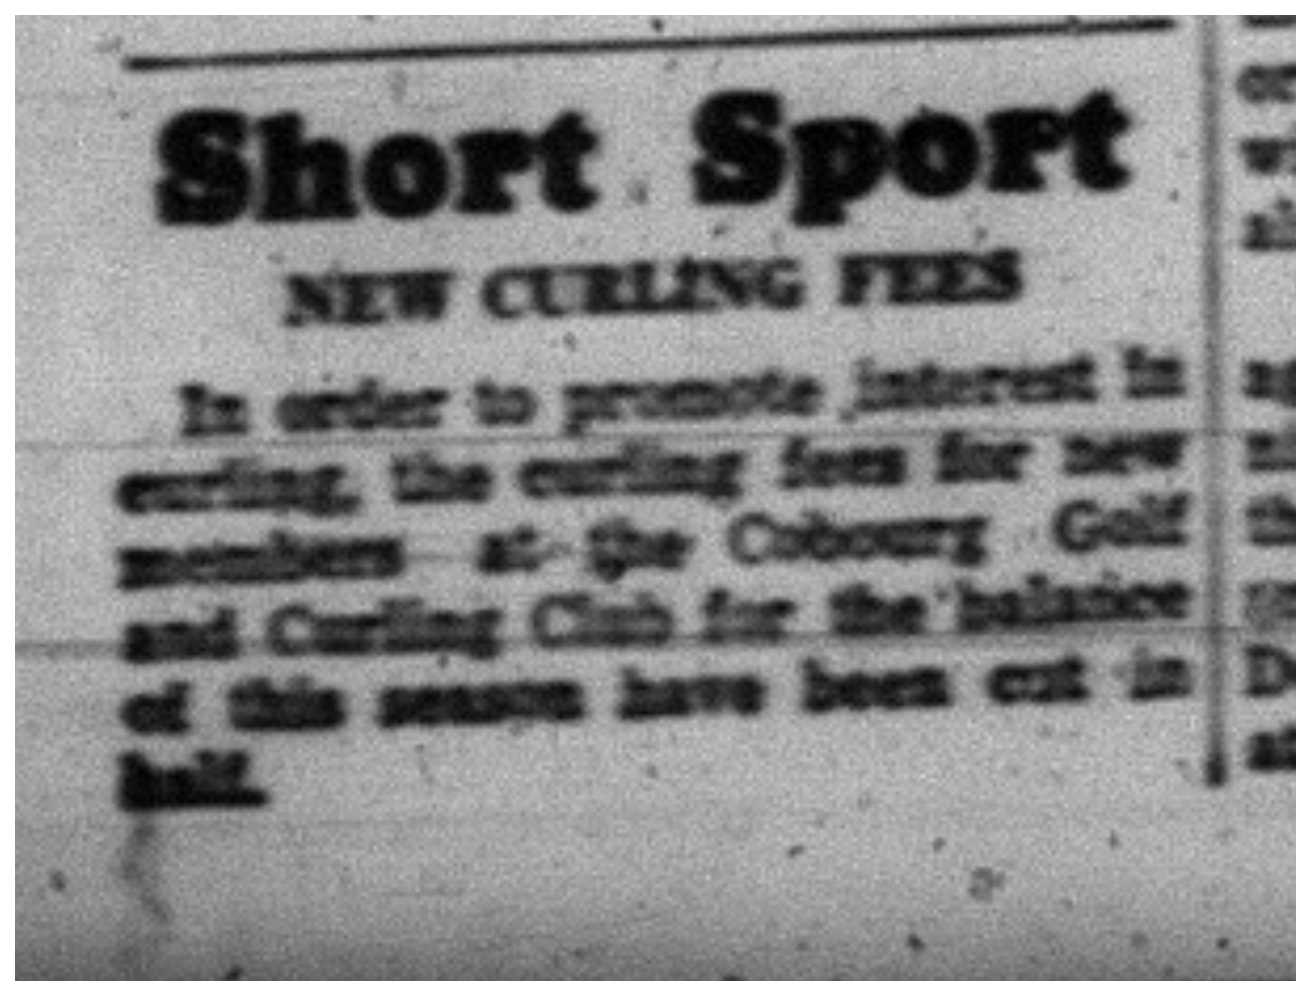 Short Sport
NEW CURLING FEES
In order to promote interest in
curling, the curling fees for new
members at the Cobourg Golf
and Curling Club for the balance
of this season have been cut in
half.